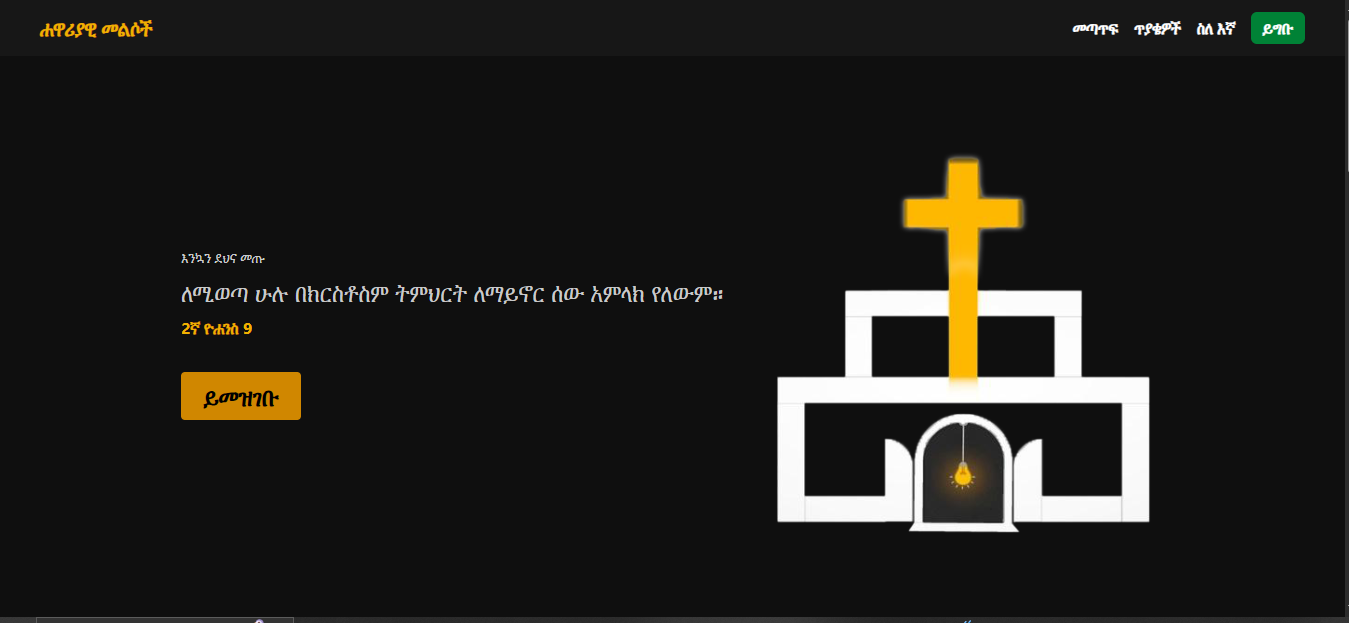 ሐዋሪያዊ መልሶች
መጣጥፍ ጥያቄዎች ስለ እኛ ይግቡ
እንኳን ደህና መጡ
ለሚወጣ ሁሉ በክርስቶስም ትምህርት ለማይኖር ሰው አምላክ የለውም።
2ኛ ዮሐንስ 9
ይመዝገቡ